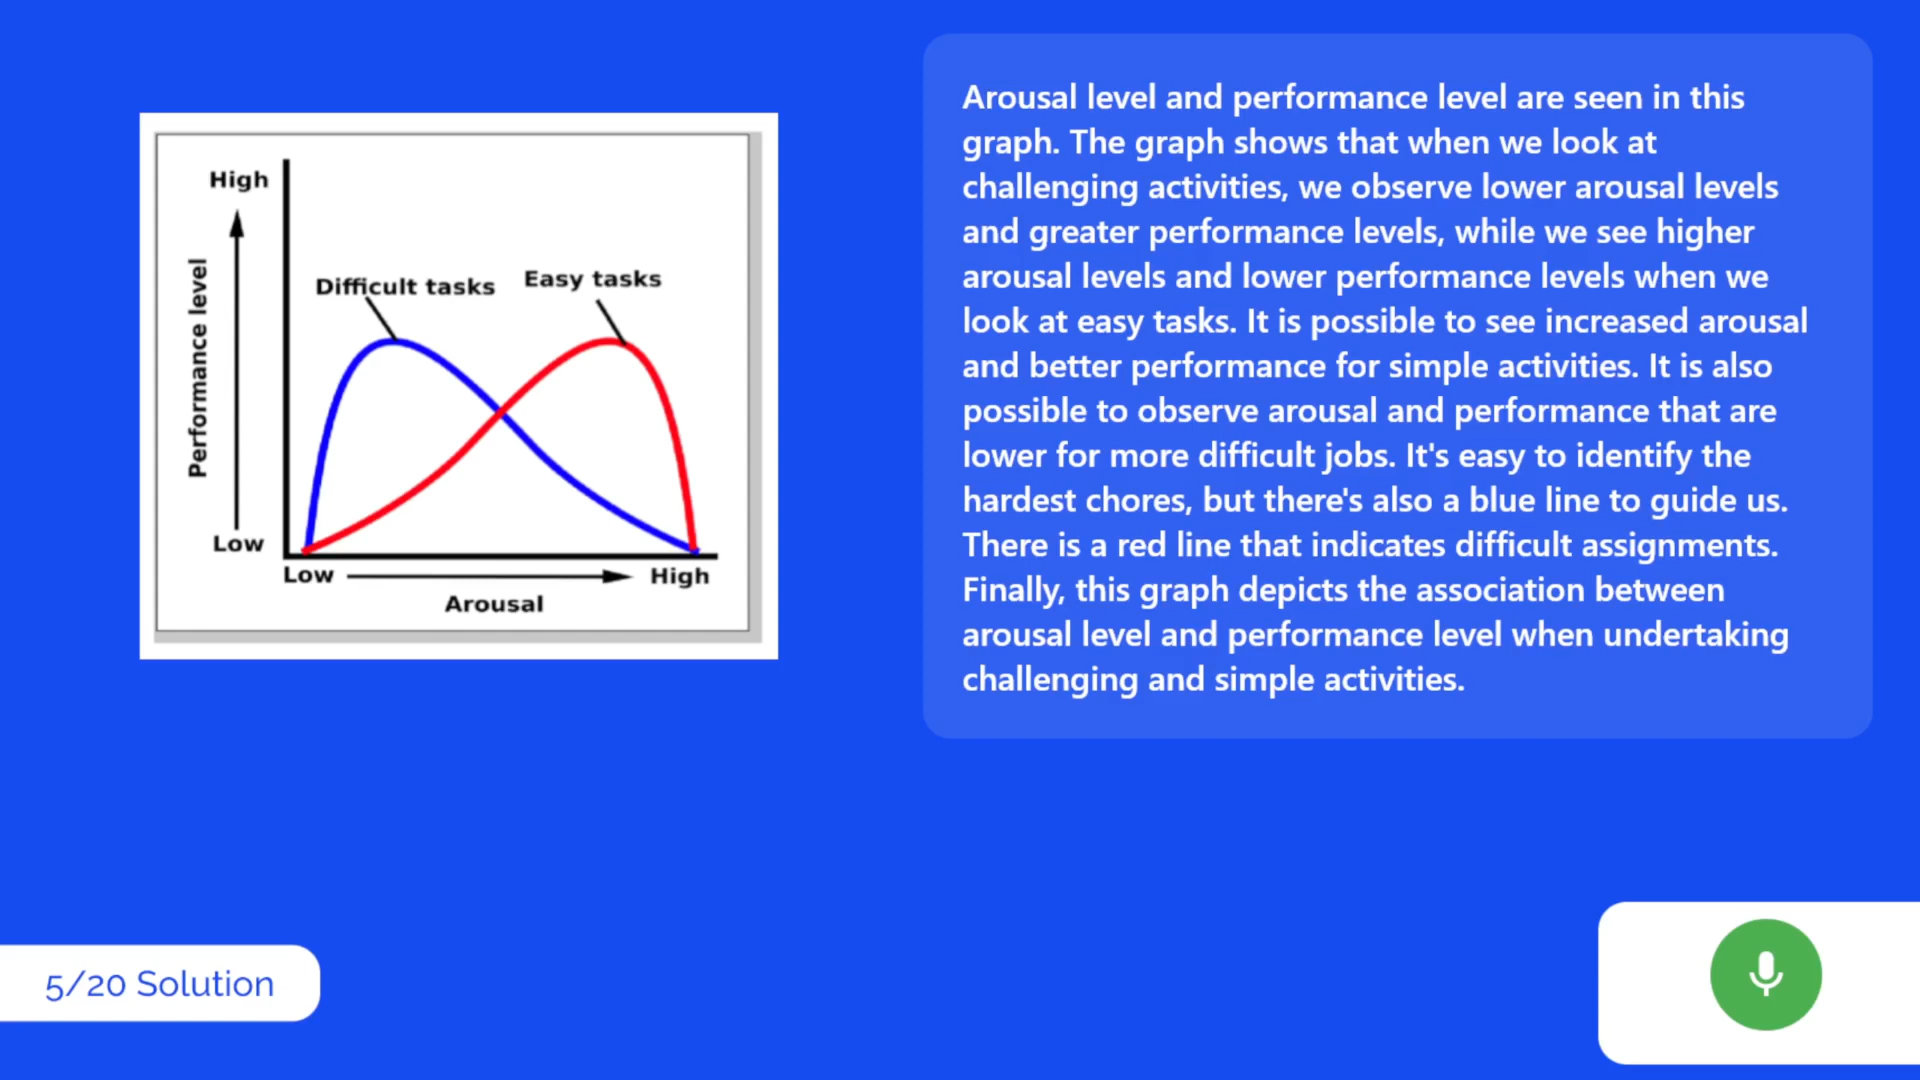 High
Performance level
Low
Difficult tasks
Easy tasks
Low
High
Arousal
Arousal level and performance level are seen in this
graph. The graph shows that when we look at
challenging activities, we observe lower arousal levels
and greater performance levels, while we see higher
arousal levels and lower performance levels when we
look at easy tasks. It is possible to see increased arousal
and better performance for simple activities. It is also
possible to observe arousal and performance that are
lower for more difficult jobs. It's easy to identify the
hardest chores, but there's also a blue line to guide us.
There is a red line that indicates difficult assignments.
Finally, this graph depicts the association between
arousal level and performance level when undertaking
challenging and simple activities.
5/20 Solution